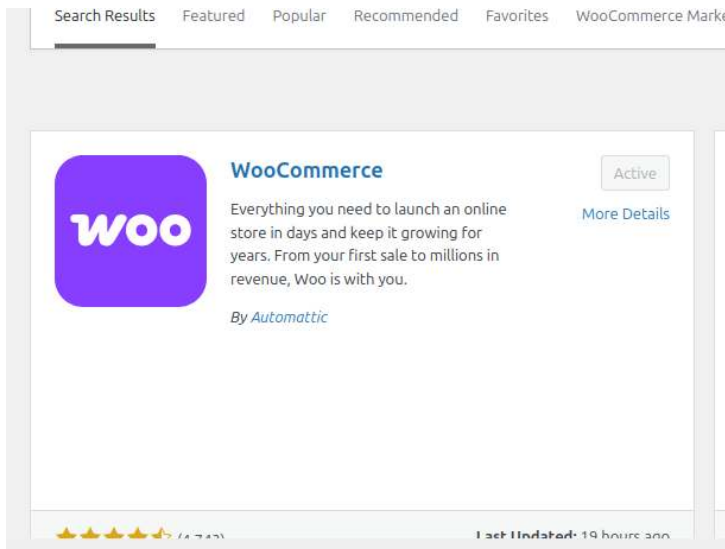 Search Results Featured Popular Recommended Favorites WooCommerce Marke
WooCommerce
Active
Everything you need to launch an online
store in days and keep it growing for
years. From your first sale to millions in
revenue, Woo is with you.
More Details
By Automattic
woo
(4,743)
Last Updated: 19 hours ago